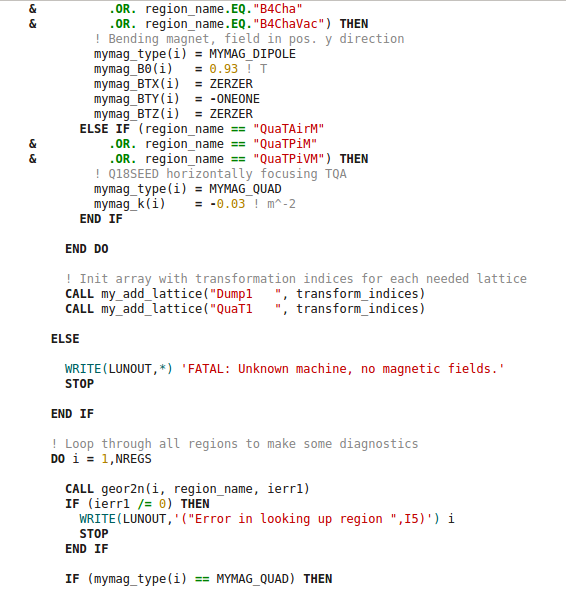 &          .OR. region_name.EQ."B4Cha"
&          .OR. region_name.EQ."B4ChaVac") THEN
         ! Bending magnet, field in pos. y direction
         mymag_type(i) = MYMAG_DIPOLE
         mymag_B0(i)   = 0.93 ! T
         mymag_BTX(i)  = ZERZER
         mymag_BTY(i)  = -ONEONE
         mymag_BTZ(i)  = ZERZER
       ELSE IF (region_name == "QuaTAirM"
&          .OR. region_name == "QuaTPiM"
&          .OR. region_name == "QuaTPiVM") THEN
         ! Q18SEED horizontally focusing TQA
         mymag_type(i) = MYMAG_QUAD
         mymag_k(i)    = -0.03 ! m^-2
       END IF

     END DO

     ! Init array with transformation indices for each needed lattice
     CALL my_add_lattice("Dump1   ", transform_indices)
     CALL my_add_lattice("QuaT1   ", transform_indices)

   ELSE

     WRITE(LUNOUT,*) 'FATAL: Unknown machine, no magnetic fields.'
     STOP

   END IF

   ! Loop through all regions to make some diagnostics
   DO i = 1,NREGS

     CALL geor2n(i, region_name, ierr1)
     IF (ierr1 /= 0) THEN
       WRITE(LUNOUT,'("Error in looking up region ",I5)') i
       STOP
     END IF

     IF (mymag_type(i) == MYMAG_QUAD) THEN